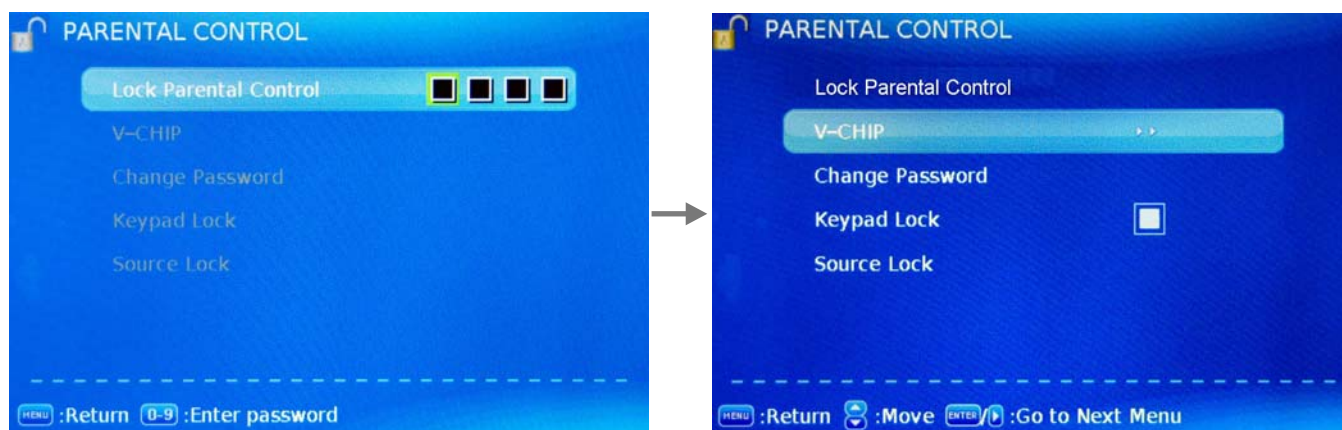 PARENTAL CONTROL
Lock Parental Control
V-CHIP
Change Password
Keypad Lock
Source Lock
MENU :Return 0-9 :Enter password
PARENTAL CONTROL
Lock Parental Control
V-CHIP
Change Password
Keypad Lock
Source Lock
MENU :Return :Move ENTER/ :Go to Next Menu